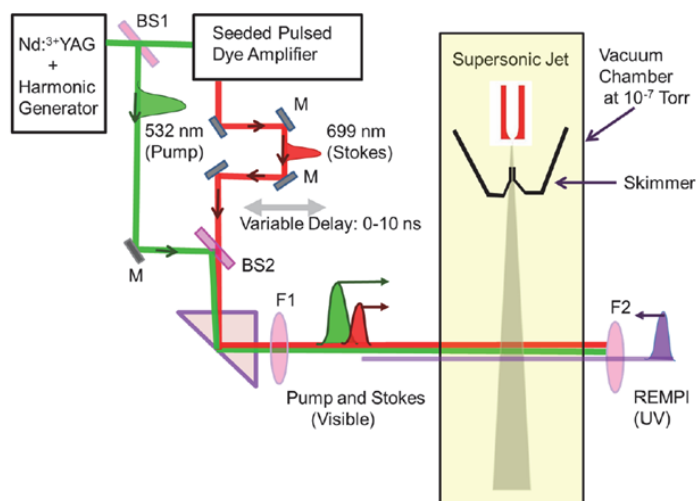 Nd:³⁺YAG
+
Harmonic
Generator
BS1
Seeded Pulsed
Dye Amplifier
532 nm
(Pump)
M
699 nm
(Stokes)
M
Variable Delay: 0-10 ns
M
BS2
F1
Pump and Stokes
(Visible)
Supersonic Jet
Vacuum
Chamber
at 10⁻⁷ Torr
Skimmer
F2
REMPI
(UV)